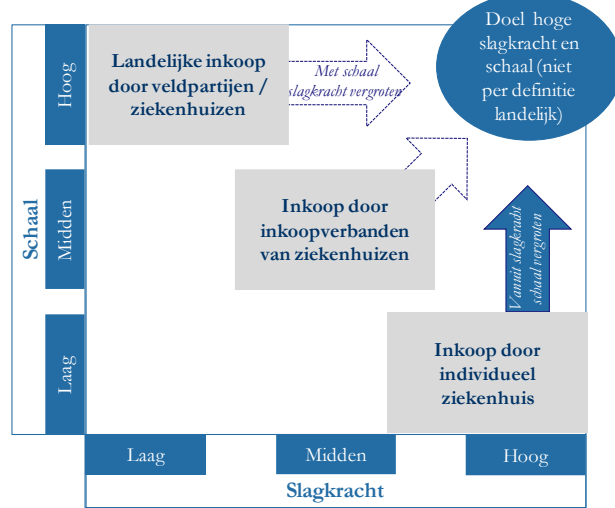 Doel hoge
slagkracht en
schaal (niet
per definitie
landelijk)
Landelijke inkoop
door veldpartijen /
ziekenhuizen
Met schaal
slagkracht vergroten
Inkoop door
inkoopverbanden
van ziekenhuizen
Vanuit slagkracht
schaal vergroten
Inkoop door
individueel
ziekenhuis
Schaal
Hoog
Midden
Laag
Laag
Midden
Hoog
Slagkracht